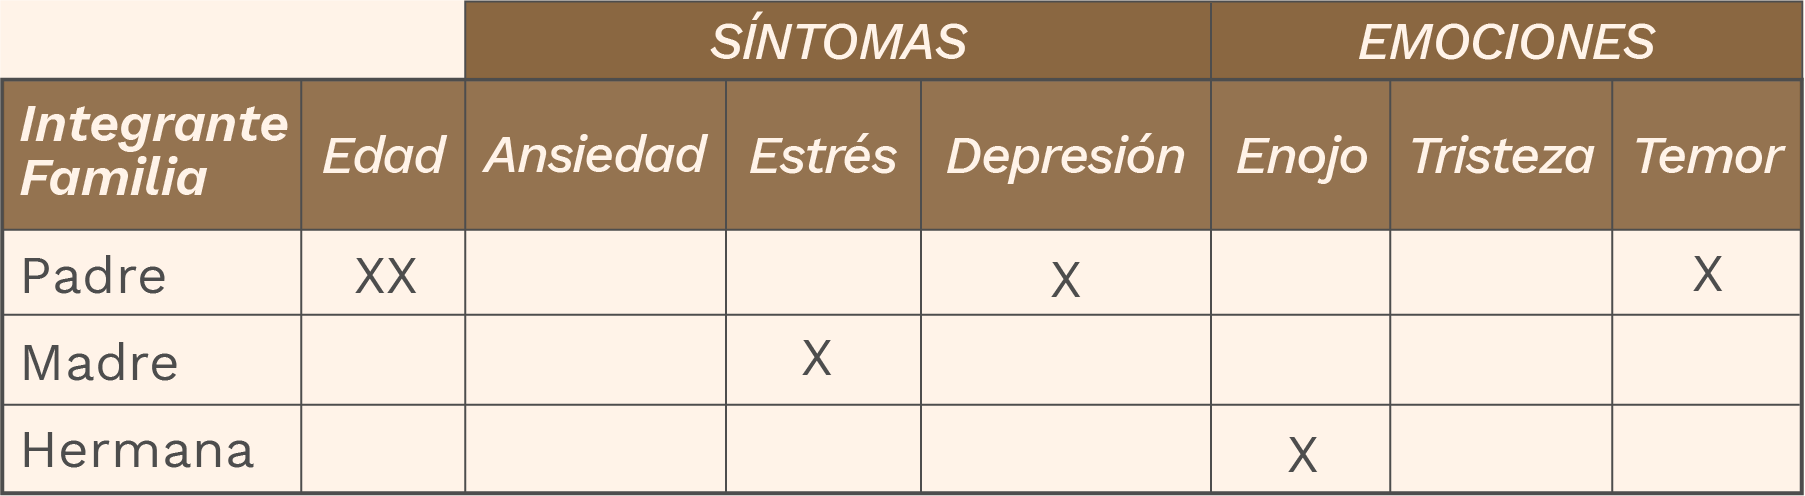 SÍNTOMAS EMOCIONES
Integrante
Familia Edad Ansiedad Estrés Depresión Enojo Tristeza Temor
Padre XX X X
Madre X
Hermana X